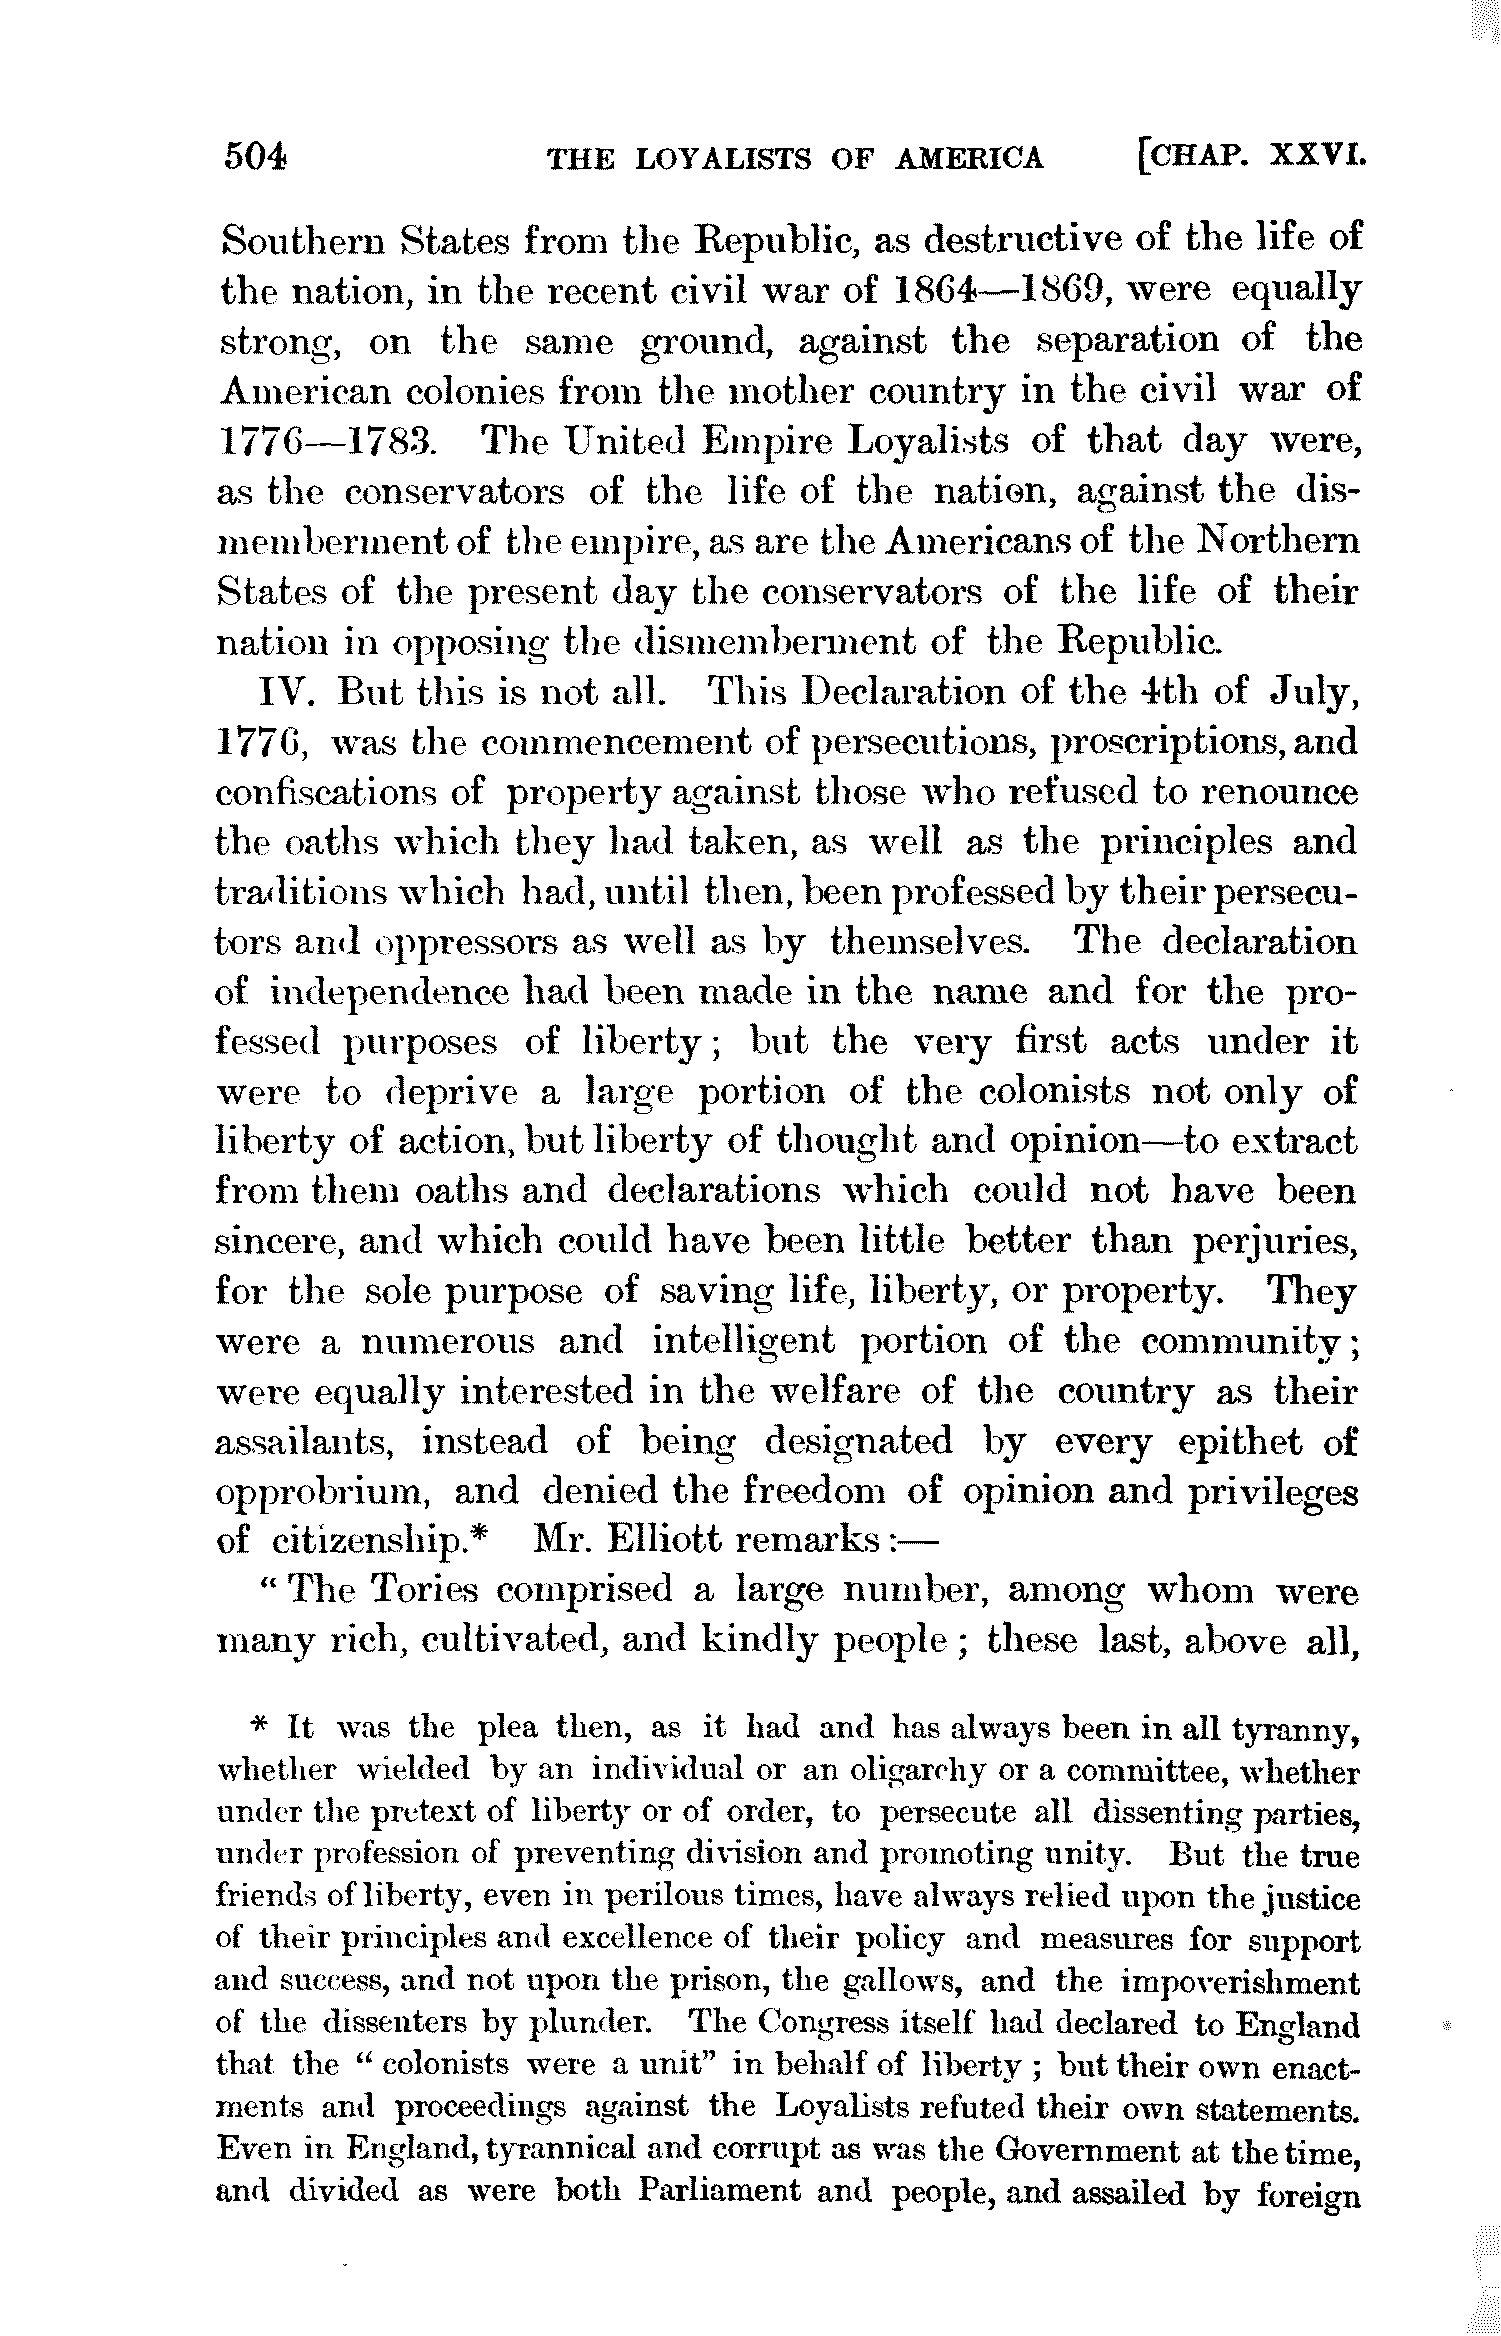 504 THE LOYALISTS OF AMERICA [CHAP. XXVI.
Southern States from the Republic, as destructive of the life of
the nation, in the recent civil war of 1864—1869, were equally
strong, on the same ground, against the separation of the
American colonies from the mother country in the civil war of
1776—1783. The United Empire Loyalists of that day were,
as the conservators of the life of the nation, against the dis-
memberment of the empire, as are the Americans of the Northern
States of the present day the conservators of the life of their
nation in opposing the dismemberment of the Republic.
IV. But this is not all. This Declaration of the 4th of July,
1776, was the commencement of persecutions, proscriptions, and
confiscations of property against those who refused to renounce
the oaths which they had taken, as well as the principles and
traditions which had, until then, been professed by their persecu-
tors and oppressors as well as by themselves. The declaration
of independence had been made in the name and for the pro-
fessed purposes of liberty; but the very first acts under it
were to deprive a large portion of the colonists not only of
liberty of action, but liberty of thought and opinion—to extract
from them oaths and declarations which could not have been
sincere, and which could have been little better than perjuries,
for the sole purpose of saving life, liberty, or property. They
were a numerous and intelligent portion of the community;
were equally interested in the welfare of the country as their
assailants, instead of being designated by every epithet of
opprobrium, and denied the freedom of opinion and privileges
of citizenship.* Mr. Elliott remarks:—
"The Tories comprised a large number, among whom were
many rich, cultivated, and kindly people; these last, above all,
* It was the plea then, as it had and has always been in all tyranny,
whether wielded by an individual or an oligarchy or a committee, whether
under the pretext of liberty or of order, to persecute all dissenting parties,
under profession of preventing division and promoting unity. But the true
friends of liberty, even in perilous times, have always relied upon the justice
of their principles and excellence of their policy and measures for support
and success, and not upon the prison, the gallows, and the impoverishment
of the dissenters by plunder. The Congress itself had declared to England
that the "colonists were a unit" in behalf of liberty; but their own enact-
ments and proceedings against the Loyalists refuted their own statements.
Even in England, tyrannical and corrupt as was the Government at the time,
and divided as were both Parliament and people, and assailed by foreign